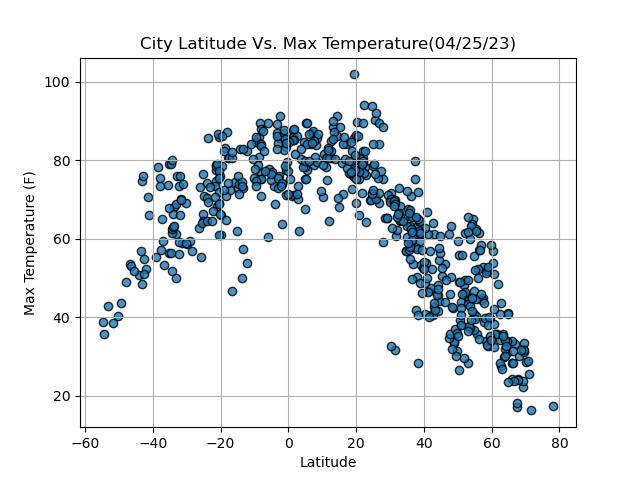 City Latitude Vs. Max Temperature(04/25/23)
100
80
60
40
20
Max Temperature (F)
−60 −40 −20 0 20 40 60 80
Latitude